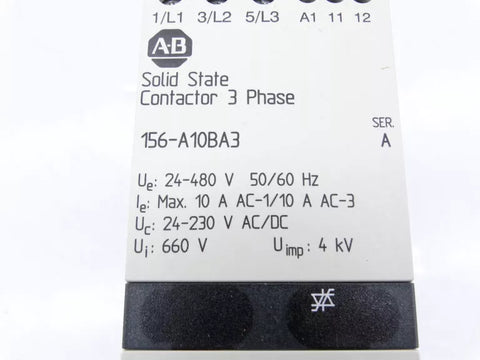 1/L1 3/L2 5/L3 A1 11 12
A-B
Solid State
Contactor 3 Phase
156-A10BA3
SER.
A
Ue: 24-480 V 50/60 Hz
Ie: Max. 10 A AC-1/10 A AC-3
Uc: 24-230 V AC/DC
Ui: 660 V Uimp: 4 kV